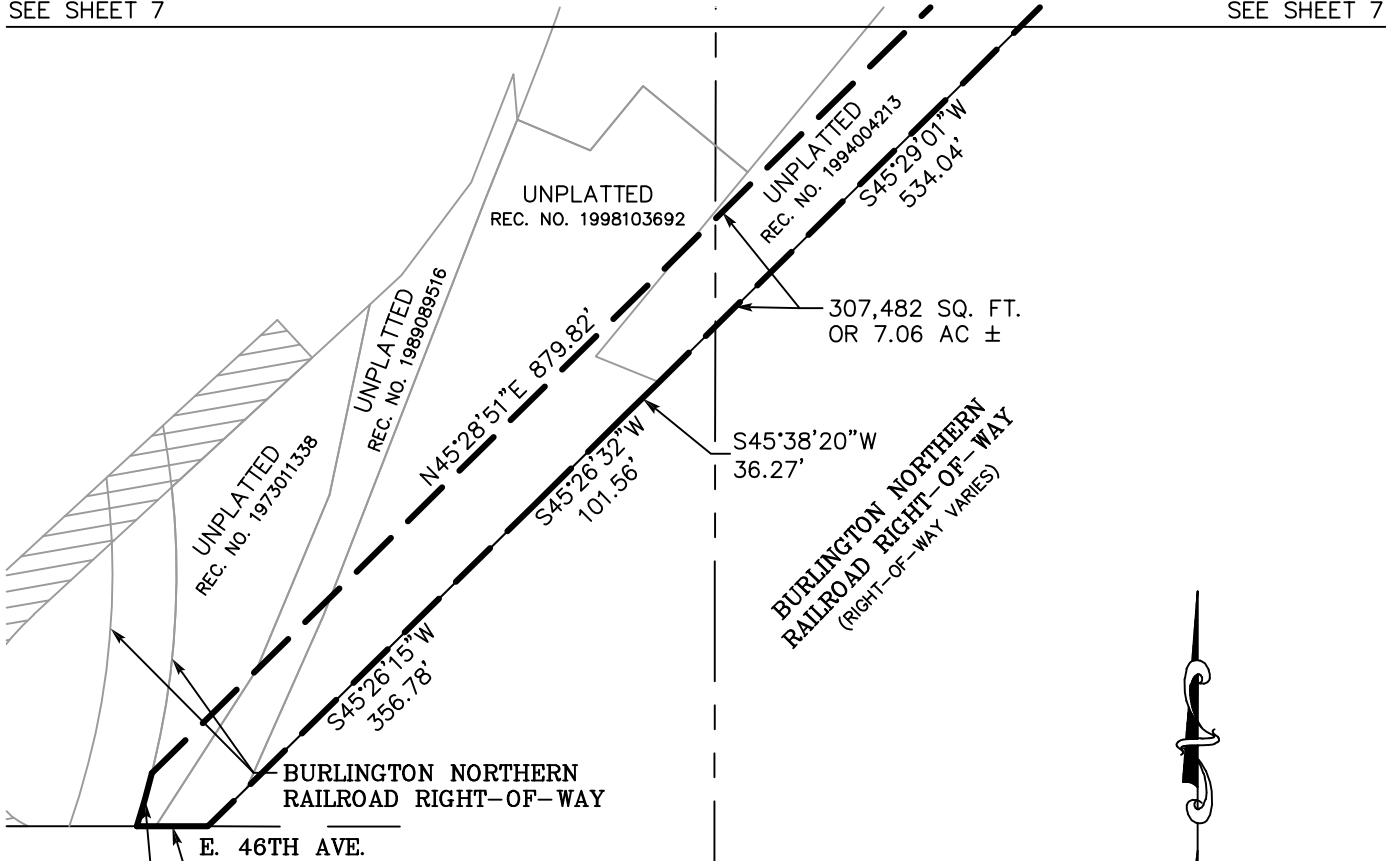 SEE SHEET 7
SEE SHEET 7
UNPLATTED
REC. NO. 1994004213
S45°29'01"W
534.04'
UNPLATTED
REC. NO. 1998103692
UNPLATTED
REC. NO. 1989089516
307,482 SQ. FT.
OR 7.06 AC ±
N45°28'51"E 879.82'
S45°38'20"W
36.27'
S45°26'32"W
101.56'
UNPLATTED
REC. NO. 1973011338
BURLINGTON NORTHERN
RAILROAD RIGHT-OF-WAY
(RIGHT-OF-WAY VARIES)
S45°26'15"W
356.78'
BURLINGTON NORTHERN
RAILROAD RIGHT-OF-WAY
E. 46TH AVE.